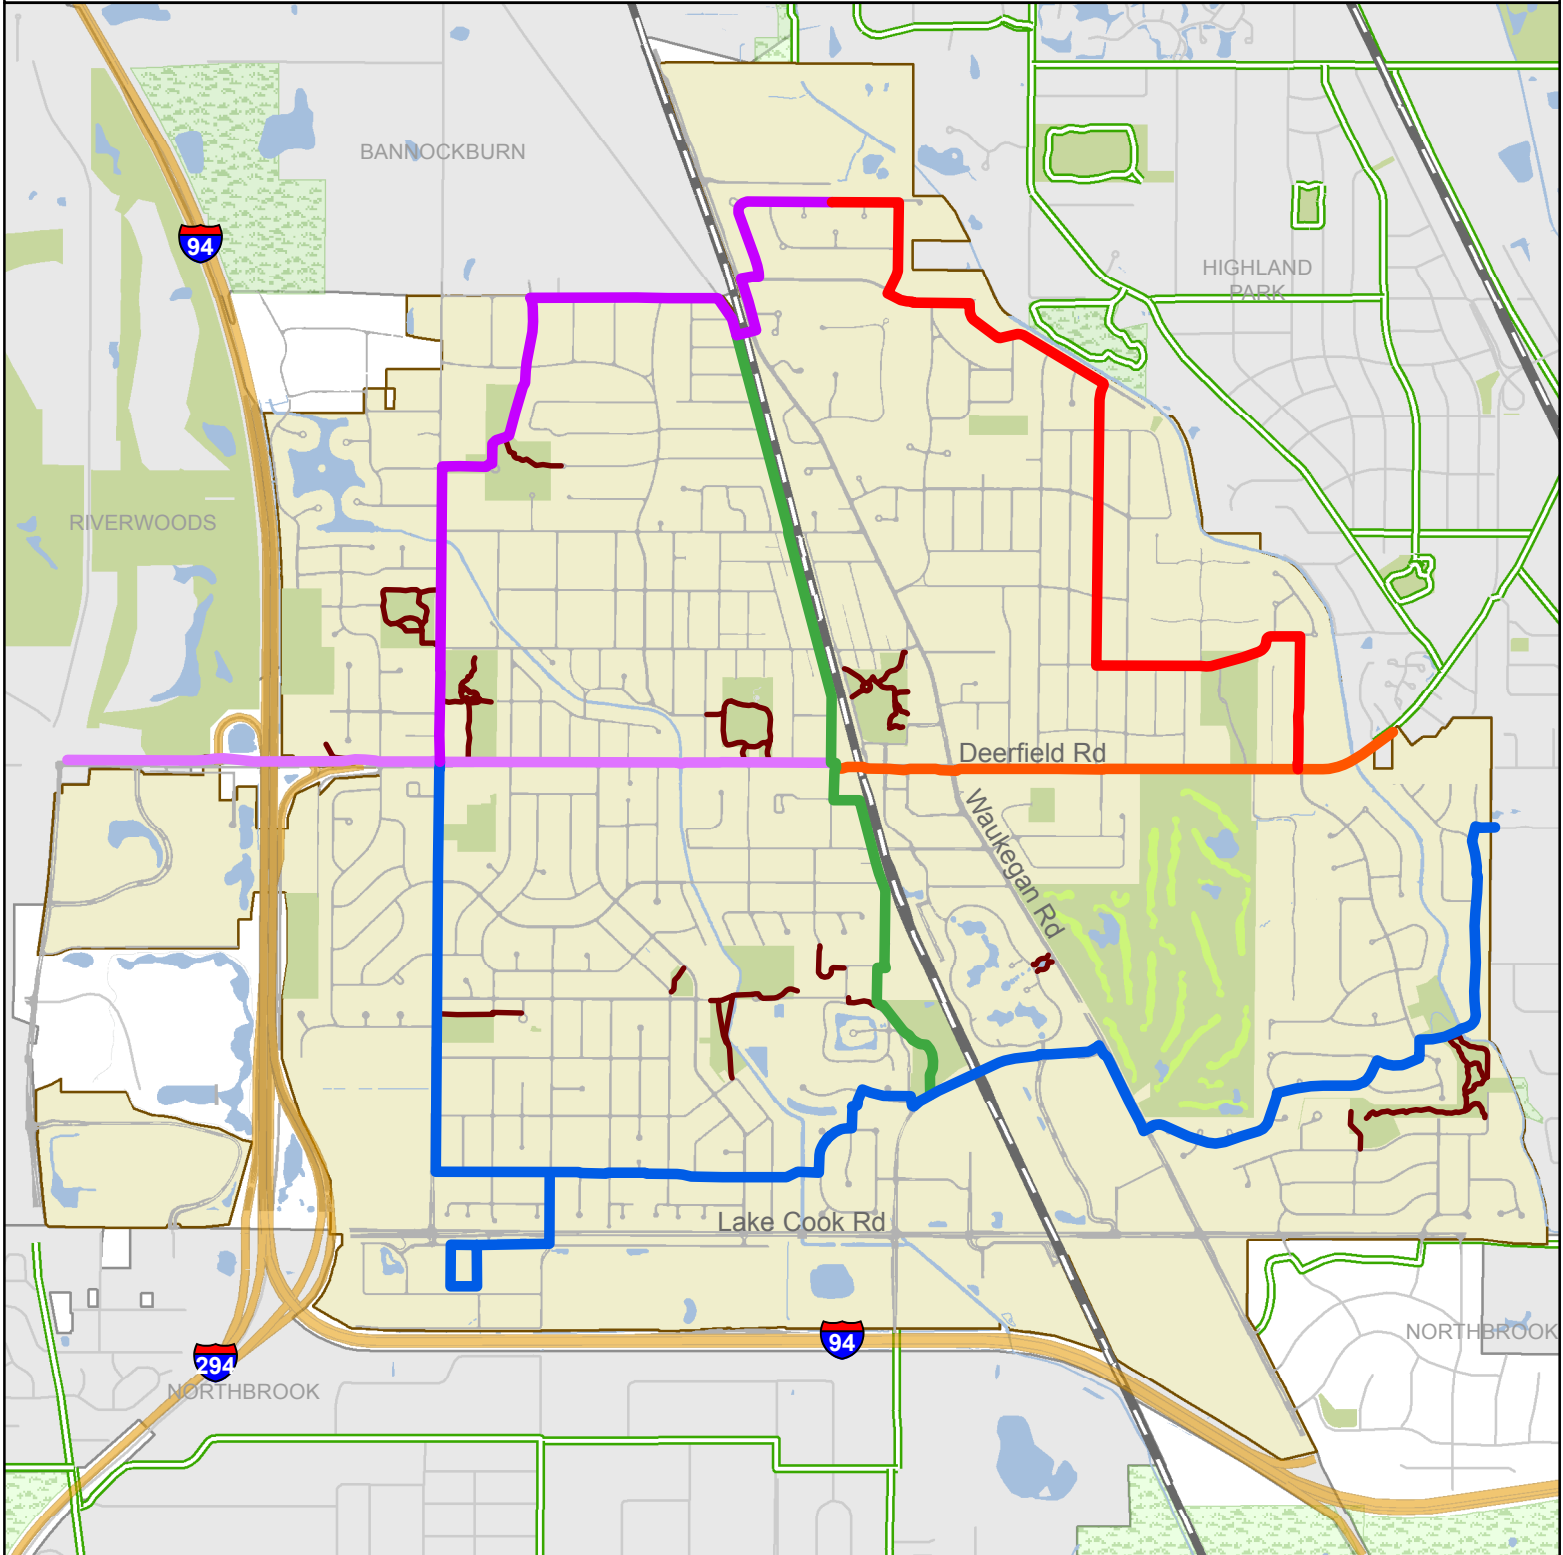 BANNOCKBURN
94
HIGHLAND
PARK
RIVERWOODS
Deerfield Rd
Waukegan Rd
Lake Cook Rd
94
294
NORTHBROOK
NORTHBROOK